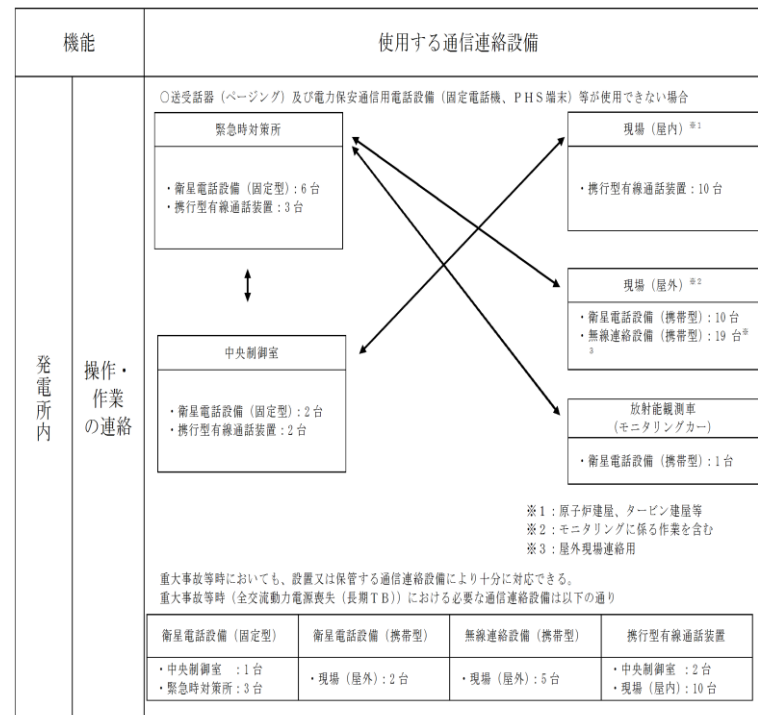 機能
使用する通信連絡設備
発電所内
操作・
作業
の連絡
○送受話器（ページング）及び電力保安通信用電話設備（固定電話機、ＰＨＳ端末）等が使用できない場合
緊急時対策所
・衛星電話設備（固定型）：6台
・携行型有線通話装置：3台
現場（屋内）※1
・携行型有線通話装置：10台
現場（屋外）※2
・衛星電話設備（携帯型）：10台
・無線連絡設備（携帯型）：19台※
3
中央制御室
・衛星電話設備（固定型）：2台
・携行型有線通話装置：2台
放射能観測車
（モニタリングカー）
・衛星電話設備（携帯型）：1台
※1：原子炉建屋、タービン建屋等
※2：モニタリングに係る作業を含む
※3：屋外現場連絡用
重大事故等時においても、設置又は保管する通信連絡設備により十分に対応できる。
重大事故等時（全交流動力電源喪失（長期ＴＢ））における必要な通信連絡設備は以下の通り
衛星電話設備（固定型）
衛星電話設備（携帯型）
無線連絡設備（携帯型）
携行型有線通話装置
・中央制御室　：1台
・緊急時対策所：3台
・現場（屋外）：2台
・現場（屋外）：5台
・中央制御室　：2台
・現場（屋内）：10台